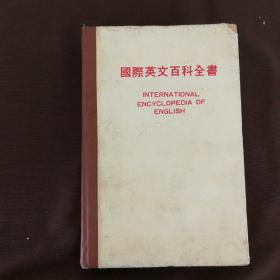 國際英文百科全書
INTERNATIONAL
ENCYCLOPEDIA OF
ENGLISH